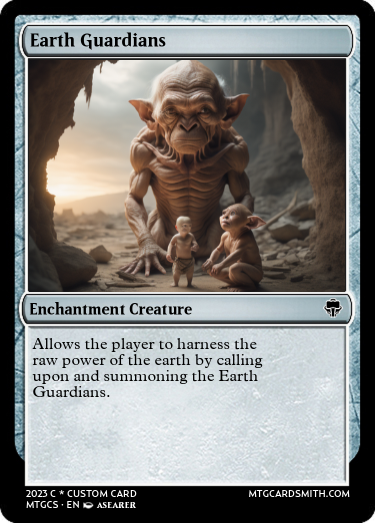 Earth Guardians
Enchantment Creature
Allows the player to harness the
raw power of the earth by calling
upon and summoning the Earth
Guardians.
2023 C * CUSTOM CARD
MTGCARDSMITH.COM
MTGCS · EN ASEARER